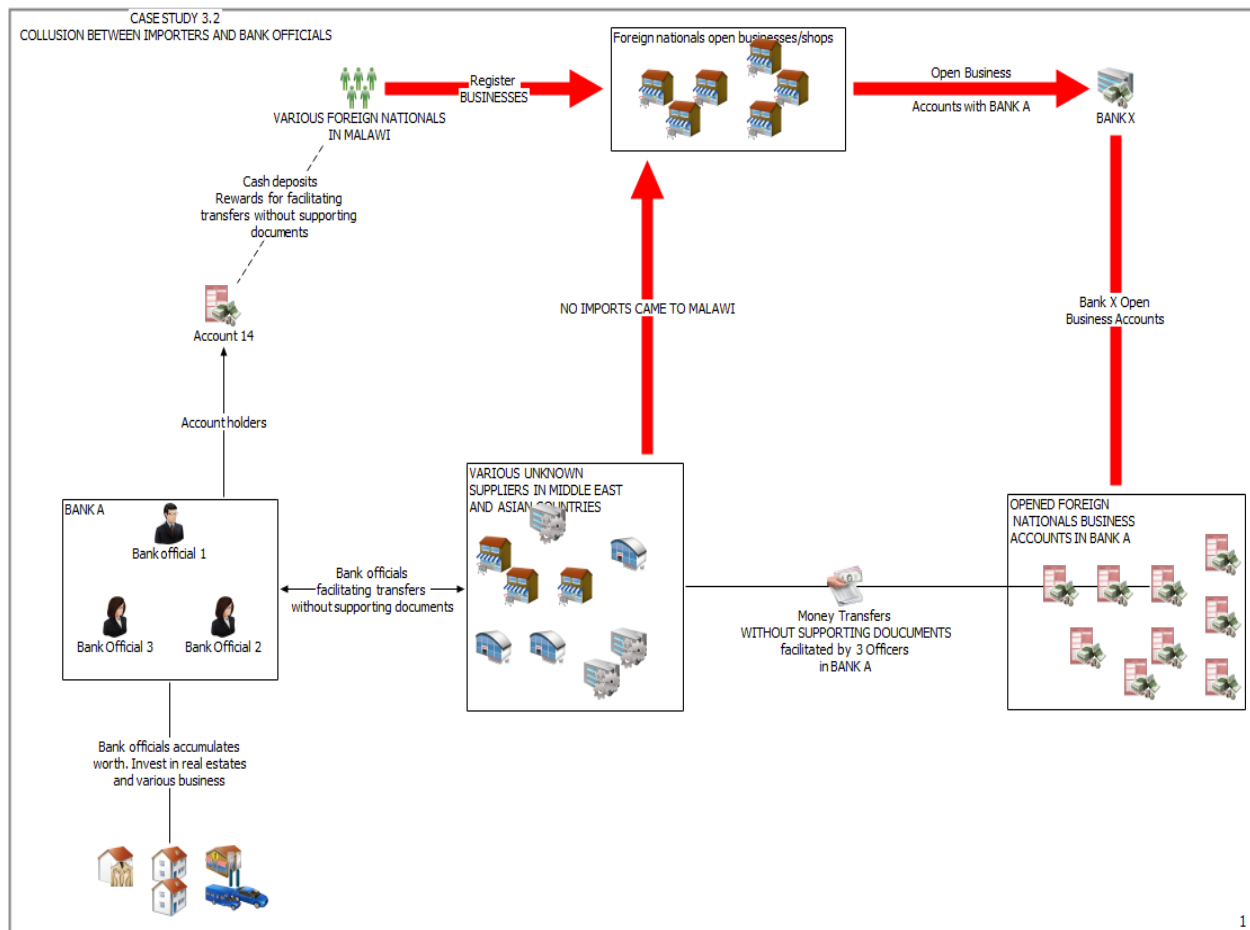 CASE STUDY 3.2
COLLUSION BETWEEN IMPORTERS AND BANK OFFICIALS
Foreign nationals open businesses/shops
Register
BUSINESSES
Open Business
Accounts with BANK A
VARIOUS FOREIGN NATIONALS
IN MALAWI
BANK X
Cash deposits
Rewards for facilitating
transfers without supporting
documents
NO IMPORTS CAME TO MALAWI
Bank X Open
Business Accounts
Account 14
Account holders
BANK A
Bank official 1
Bank Official 3
Bank Official 2
Bank officials
facilitating transfers
without supporting documents
VARIOUS UNKNOWN
SUPPLIERS IN MIDDLE EAST
AND ASIAN COUNTRIES
Money Transfers
WITHOUT SUPPORTING DOUCUMENTS
facilitated by 3 Officers
in BANK A
OPENED FOREIGN
NATIONALS BUSINESS
ACCOUNTS IN BANK A
Bank officials accumulates
worth. Invest in real estates
and various business
1